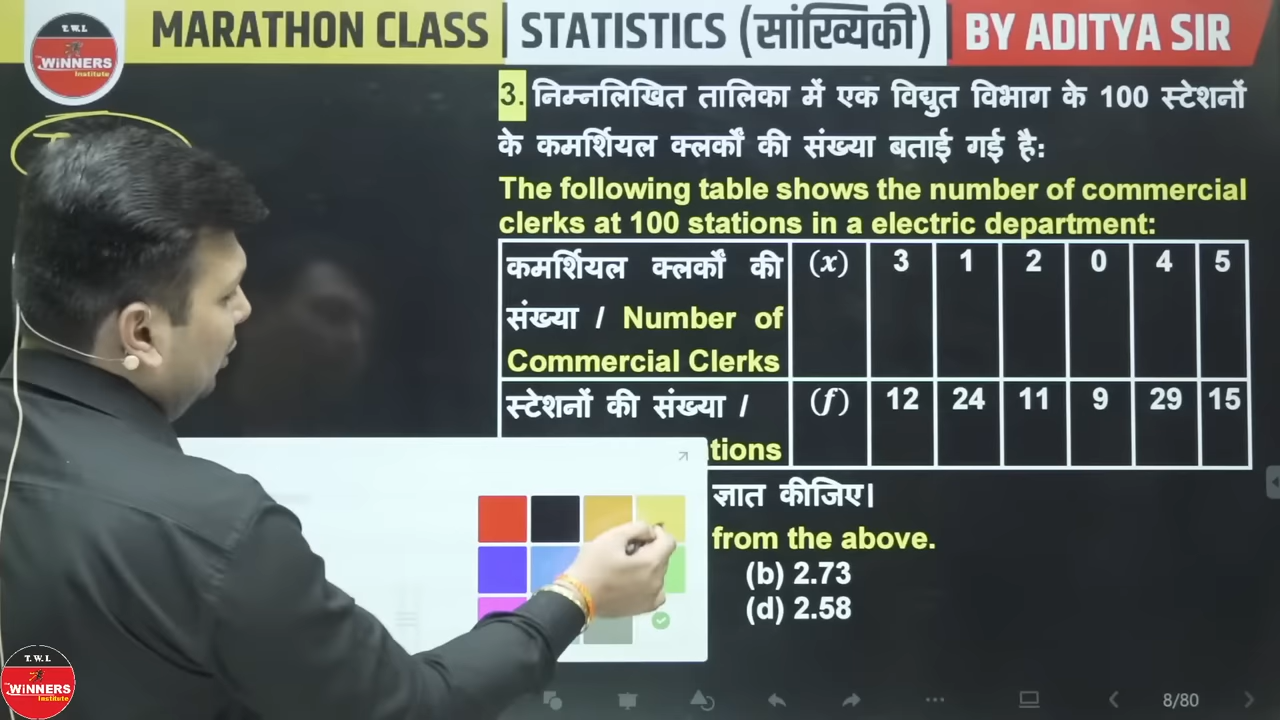 MARATHON CLASS STATISTICS (सांख्यिकी) BY ADITYA SIR
T.W.I.
WiNNERS
Institute
3. निम्नलिखित तालिका में एक विद्युत विभाग के 100 स्टेशनों
के कमर्शियल क्लर्कों की संख्या बताई गई है:
The following table shows the number of commercial
clerks at 100 stations in a electric department:
कमर्शियल क्लर्कों की (x) 3 1 2 0 4 5
संख्या / Number of
Commercial Clerks
स्टेशनों की संख्या / (f) 12 24 11 9 29 15
ज्ञात कीजिए।
from the above.
(b) 2.73
(d) 2.58
T.W.I.
WiNNERS
Institute
8/80